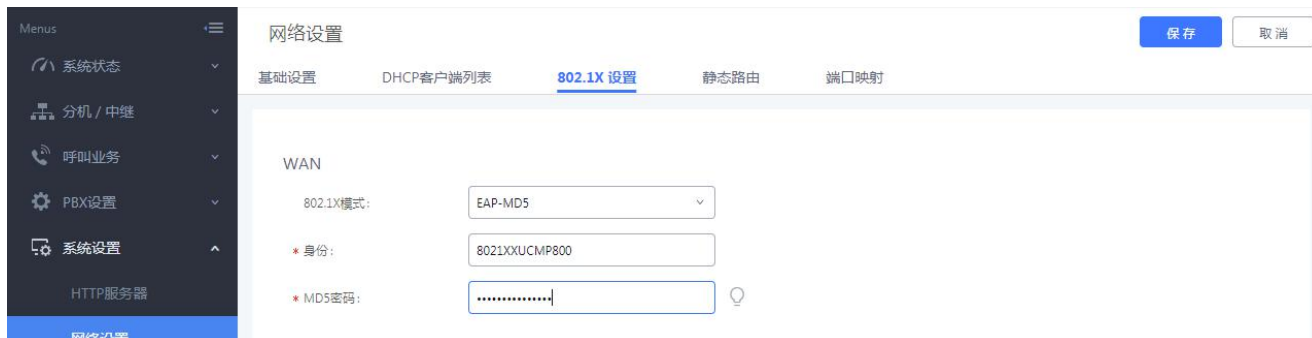 Menus
系统状态
分机 / 中继
呼叫业务
PBX设置
系统设置
HTTP服务器
网络设置
网络设置
保存
取消
基础设置
DHCP客户端列表
802.1X 设置
静态路由
端口映射
WAN
802.1X模式:
EAP-MD5
* 身份:
8021XXUCMP800
* MD5密码:
•••••••••••••••